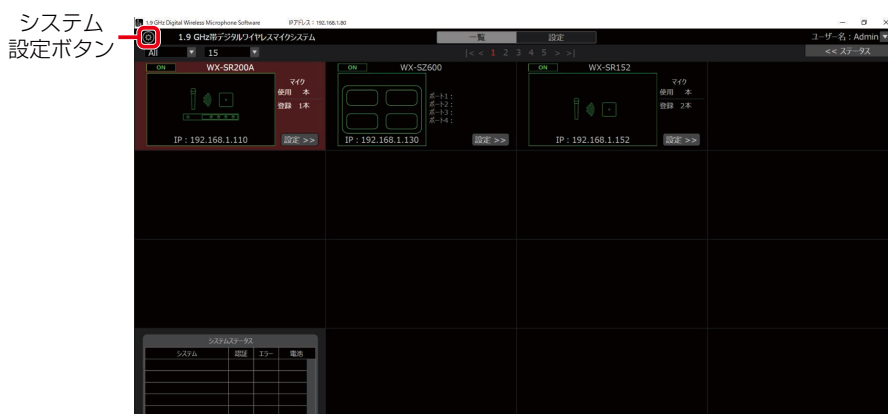 システム
設定ボタン
1.9 GHz Digital Wireless Microphone Software IPアドレス : 192.168.1.80
1.9 GHz帯デジタルワイヤレスマイクシステム 一覧 設定 ユーザー名 : Admin
All 15 |< < 1 2 3 4 5 > >| << ステータス
ON WX-SR200A
マイク
使用 本
登録 1本
IP : 192.168.1.110 設定 >>
ON WX-SZ600
ポート1 :
ポート2 :
ポート3 :
ポート4 :
IP : 192.168.1.130 設定 >>
ON WX-SR152
マイク
使用 本
登録 2本
IP : 192.168.1.152 設定 >>
システムステータス
システム 認証 エラー 電池